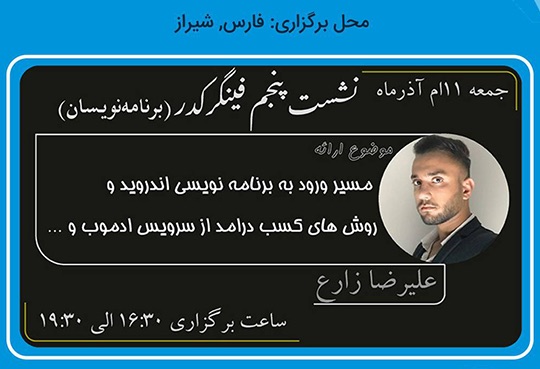 محل برگزاری: فارس, شیراز
جمعه ۱۱ام آذرماه
نشست پنجم فینگرکدر (برنامه‌نویسان)
موضوع ارائه
مسیر ورود به برنامه نویسی اندروید و
روش های کسب درامد از سرویس ادموب و ...
علیرضا زارع
ساعت برگزاری ۱۶:۳۰ الی ۱۹:۳۰